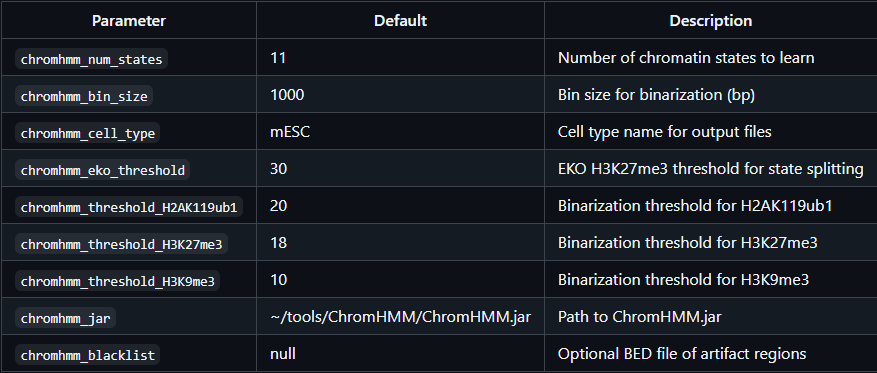 Parameter Default Description
chromhmm_num_states 11 Number of chromatin states to learn
chromhmm_bin_size 1000 Bin size for binarization (bp)
chromhmm_cell_type mESC Cell type name for output files
chromhmm_eko_threshold 30 EKO H3K27me3 threshold for state splitting
chromhmm_threshold_H2AK119ub1 20 Binarization threshold for H2AK119ub1
chromhmm_threshold_H3K27me3 18 Binarization threshold for H3K27me3
chromhmm_threshold_H3K9me3 10 Binarization threshold for H3K9me3
chromhmm_jar ~/tools/ChromHMM/ChromHMM.jar Path to ChromHMM.jar
chromhmm_blacklist null Optional BED file of artifact regions